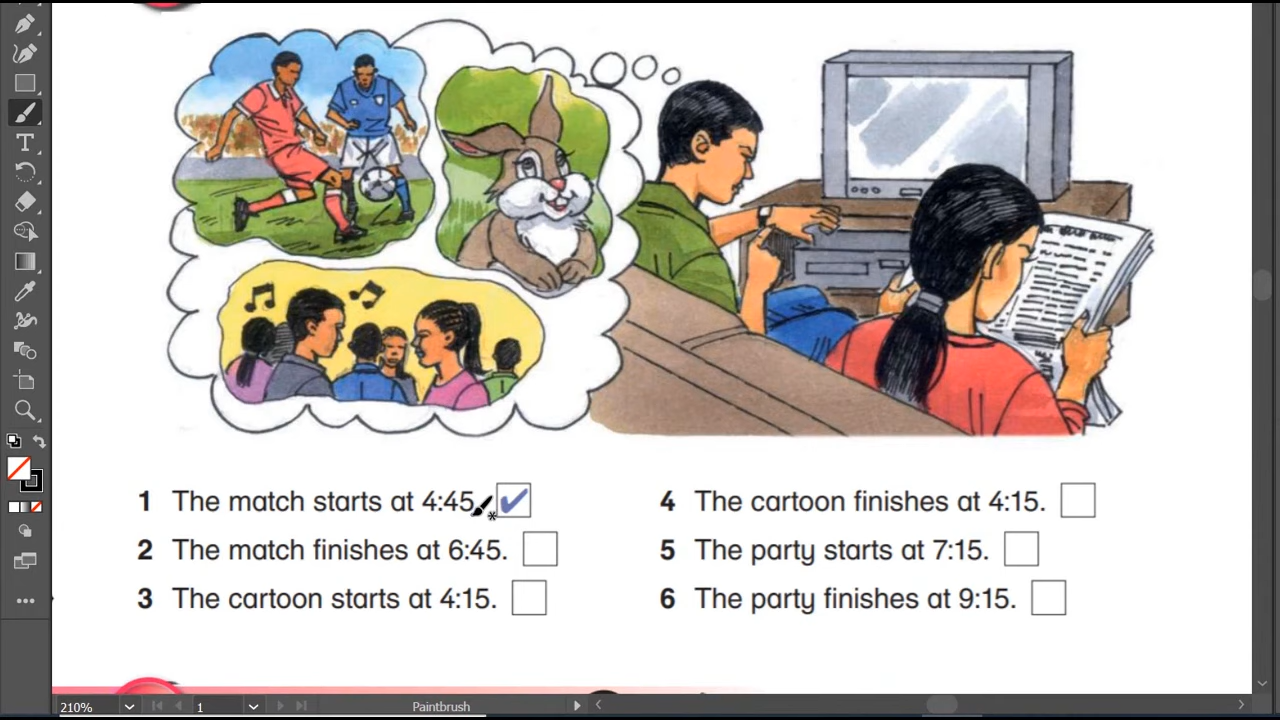 1 The match starts at 4:45. ✓
2 The match finishes at 6:45.
3 The cartoon starts at 4:15.
4 The cartoon finishes at 4:15.
5 The party starts at 7:15.
6 The party finishes at 9:15.
210%
1
Paintbrush